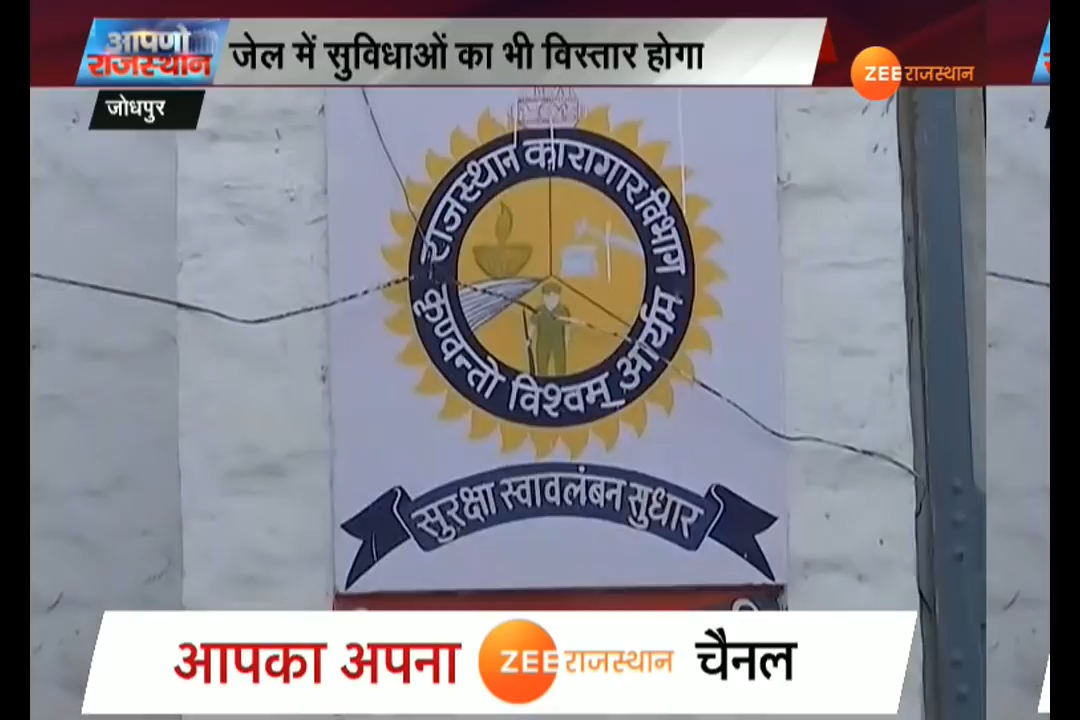 आपणो
राजस्थान
जेल में सुविधाओं का भी विस्तार होगा
ZEE राजस्थान
जोधपुर
राजस्थान कारागार विभाग
कृण्वन्तो विश्वम् आर्यम
सुरक्षा स्वावलंबन सुधार
आपका अपना ZEE राजस्थान चैनल